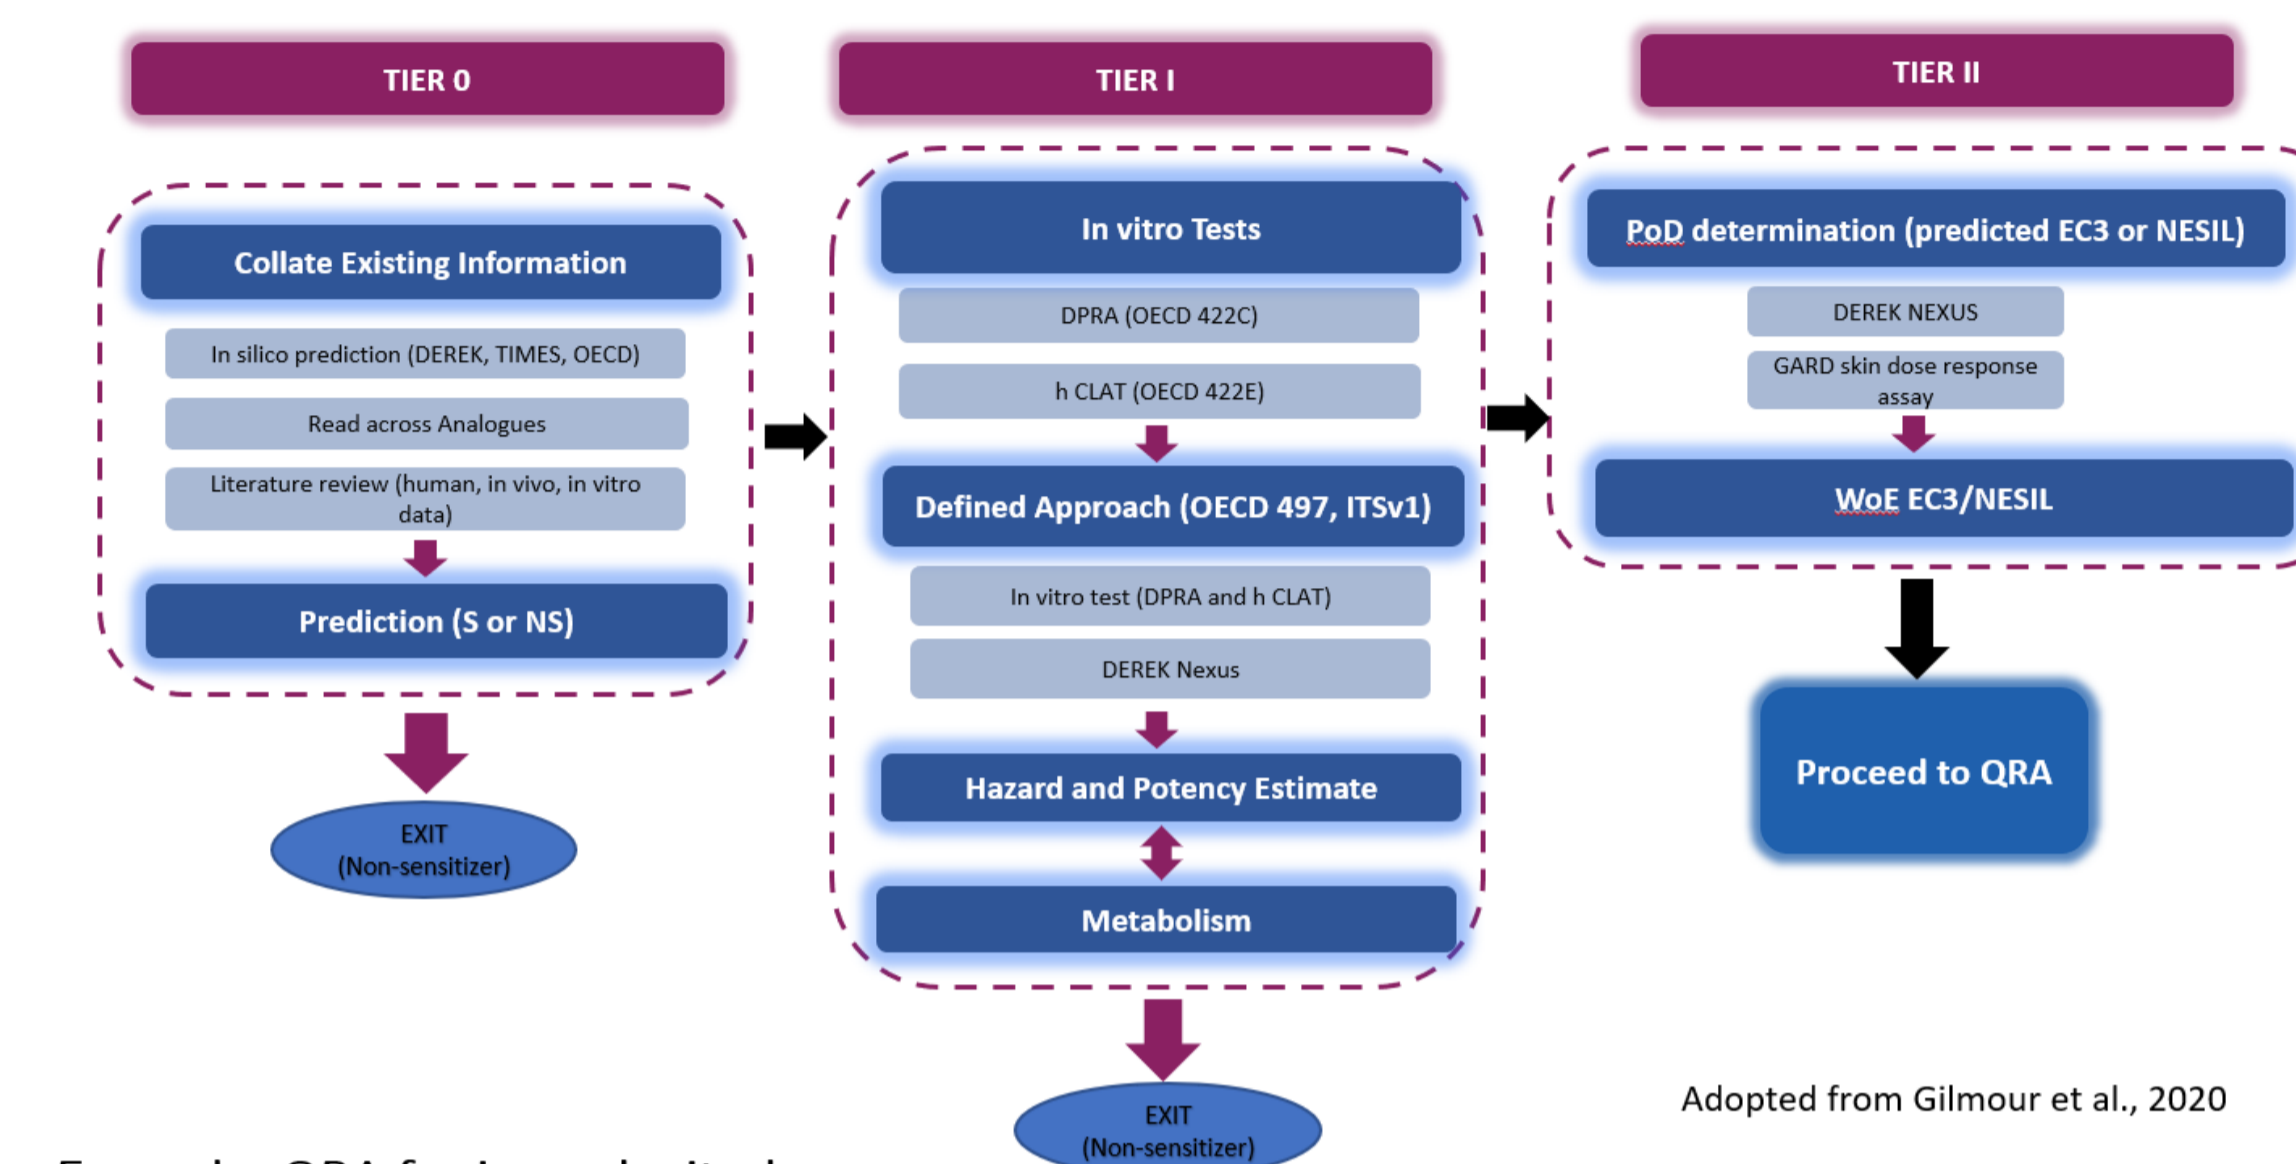 TIER 0
Collate Existing Information
In silico prediction (DEREK, TIMES, OECD)
Read across Analogues
Literature review (human, in vivo, in vitro
data)
Prediction (S or NS)
EXIT
(Non-sensitizer)
TIER I
In vitro Tests
DPRA (OECD 422C)
h CLAT (OECD 422E)
Defined Approach (OECD 497, ITSv1)
In vitro test (DPRA and h CLAT)
DEREK Nexus
Hazard and Potency Estimate
Metabolism
EXIT
(Non-sensitizer)
TIER II
PoD determination (predicted EC3 or NESIL)
DEREK NEXUS
GARD skin dose response
assay
WoE EC3/NESIL
Proceed to QRA
Adopted from Gilmour et al., 2020